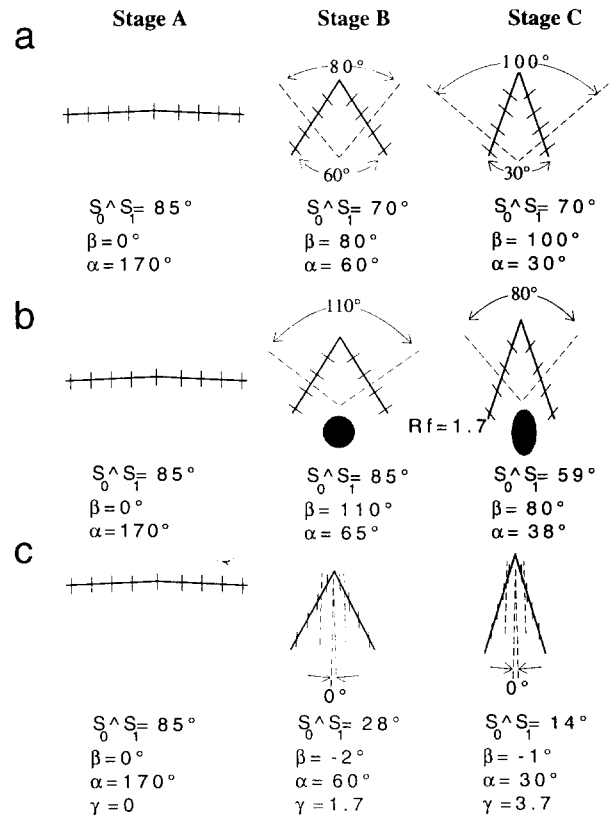 Stage A Stage B Stage C
a
80° 100°
60° 30°
S₀^S₁= 85° S₀^S₁= 70° S₀^S₁= 70°
β=0° β= 80° β= 100°
α=170° α= 60° α= 30°
b
110° 80°
Rf=1.7
S₀^S₁= 85° S₀^S₁= 85° S₀^S₁= 59°
β=0° β= 110° β= 80°
α=170° α= 65° α= 38°
c
0° 0°
S₀^S₁= 85° S₀^S₁= 28° S₀^S₁= 14°
β=0° β= -2° β= -1°
α=170° α= 60° α= 30°
γ=0 γ= 1.7 γ= 3.7